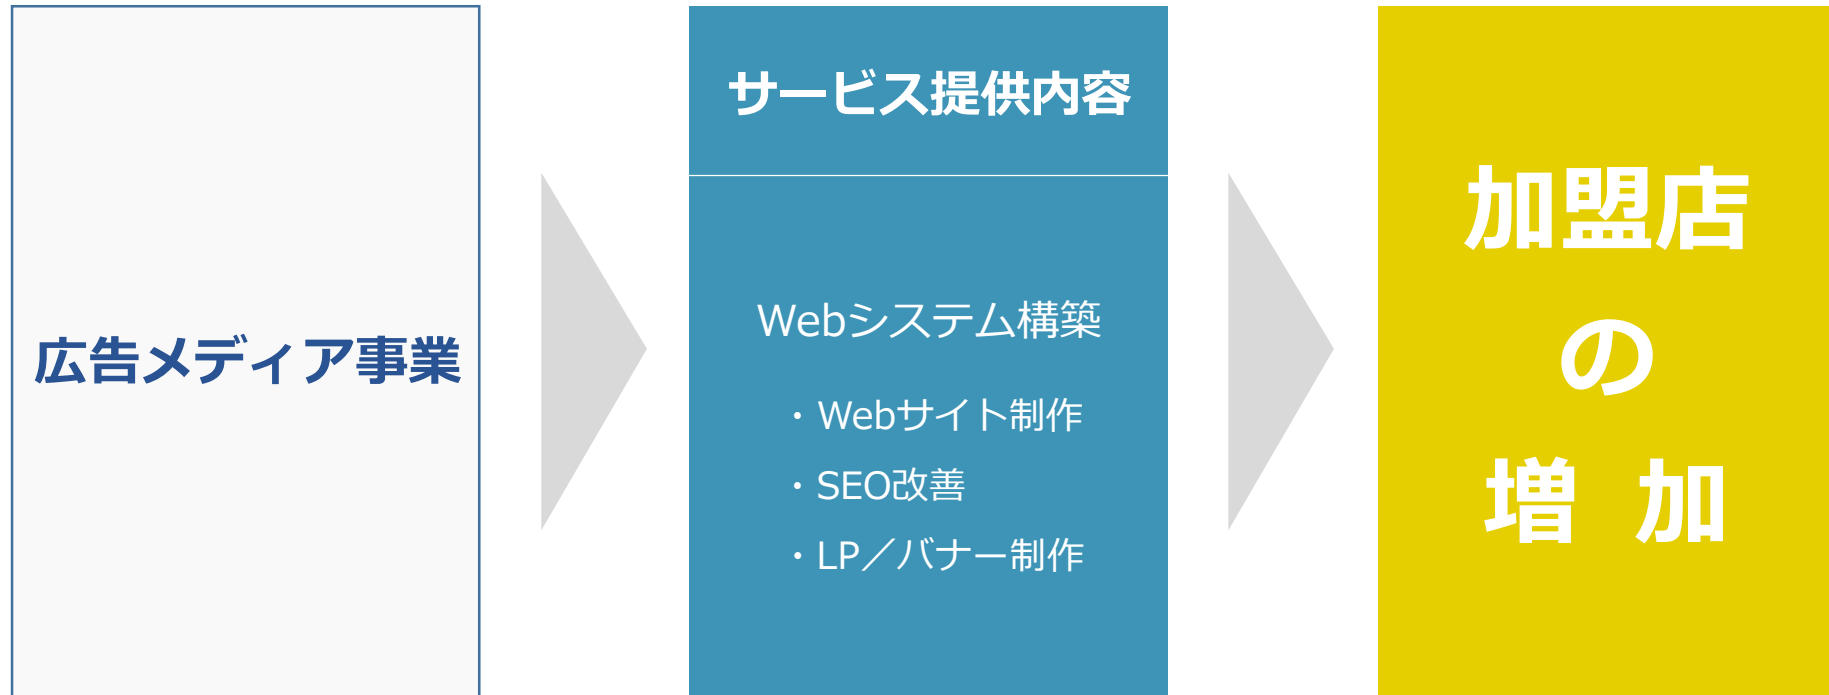 広告メディア事業
サービス提供内容
Webシステム構築
・Webサイト制作
・SEO改善
・LP／バナー制作
加盟店
の
増 加